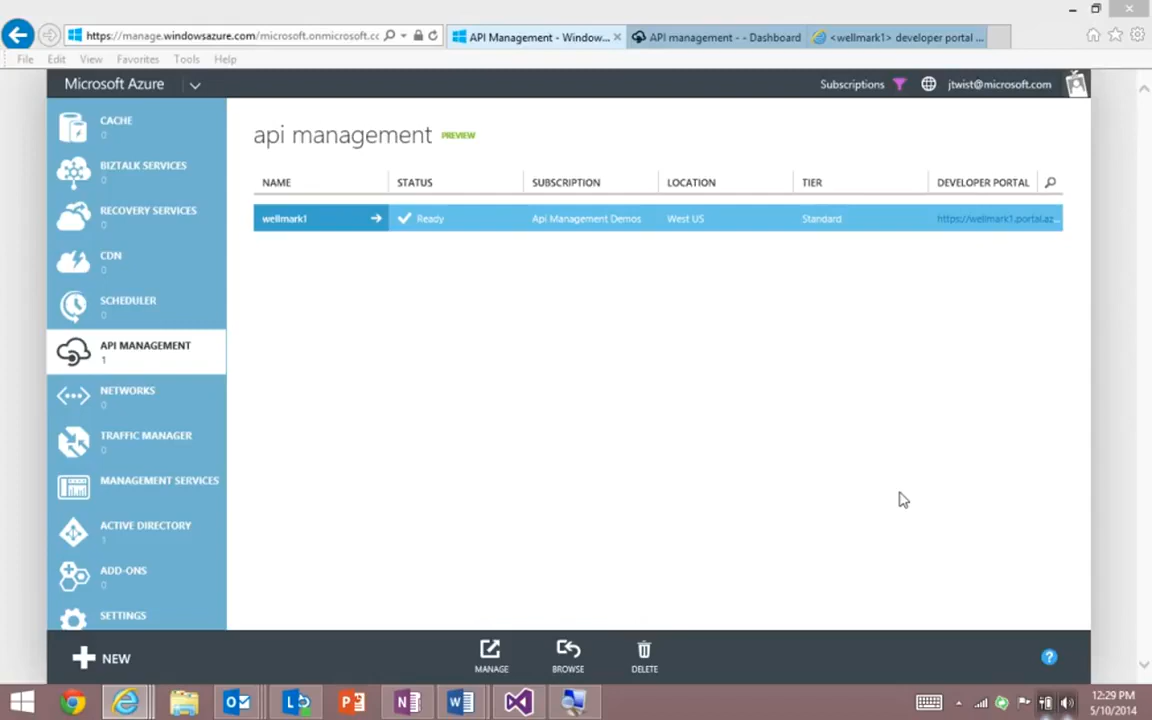 https://manage.windowsazure.com/microsoft.onmicrosoft.cc
API Management - Window...
API management - - Dashboard
<wellmark1> developer portal ...
File Edit View Favorites Tools Help
Microsoft Azure
Subscriptions
jtwist@microsoft.com
CACHE
0
BIZTALK SERVICES
0
RECOVERY SERVICES
0
CDN
0
SCHEDULER
0
API MANAGEMENT
1
NETWORKS
0
TRAFFIC MANAGER
0
MANAGEMENT SERVICES
ACTIVE DIRECTORY
1
ADD-ONS
0
SETTINGS
api management PREVIEW
NAME STATUS SUBSCRIPTION LOCATION TIER DEVELOPER PORTAL
wellmark1 Ready Api Management Demos West US Standard https://wellmark1.portal.az...
NEW
MANAGE
BROWSE
DELETE
?
12:29 PM
5/10/2014